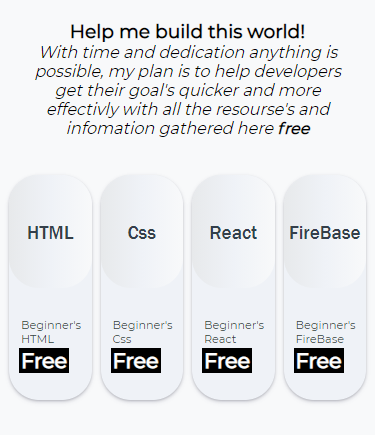 Help me build this world!
With time and dedication anything is
possible, my plan is to help developers
get their goal's quicker and more
effectivly with all the resourse's and
infomation gathered here free
HTML
Css
React
FireBase
Beginner's
HTML
Free
Beginner's
Css
Free
Beginner's
React
Free
Beginner's
FireBase
Free